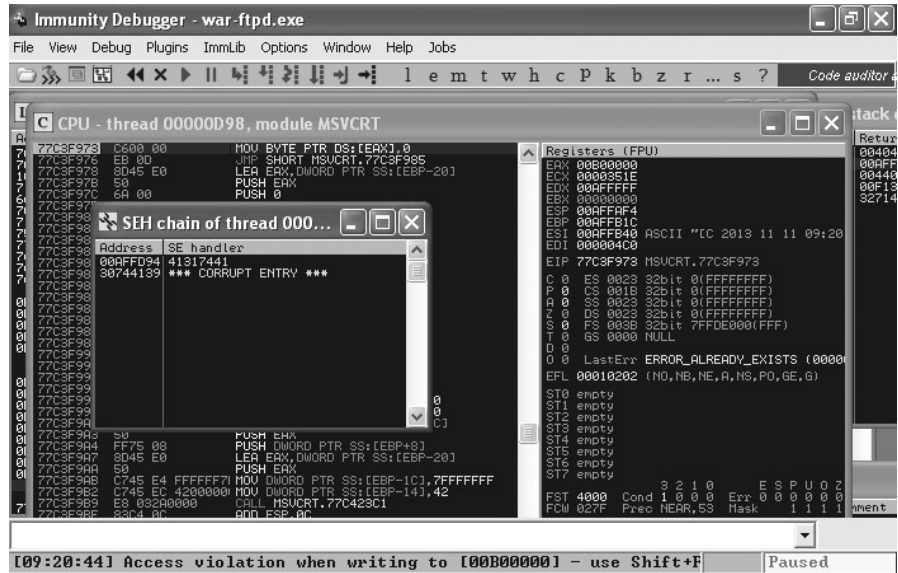 Immunity Debugger - war-ftpd.exe
File View Debug Plugins ImmLib Options Window Help Jobs
l e m t w h c P k b z r ... s ? Code auditor
CPU - thread 00000D98, module MSVCRT
77C3F973 C600 00 MOV BYTE PTR DS:[EAX],0
77C3F976 EB 0D JMP SHORT MSVCRT.77C3F985
77C3F978 8D45 E0 LEA EAX,DWORD PTR SS:[EBP-20]
77C3F97B 50 PUSH EAX
77C3F97C 6A 00 PUSH 0
SEH chain of thread 000...
Address SE handler
00AFFD94 41317441
30744139 *** CORRUPT ENTRY ***
77C3F9A3 50 PUSH EAX
77C3F9A4 FF75 08 PUSH DWORD PTR SS:[EBP+8]
77C3F9A7 8D45 E0 LEA EAX,DWORD PTR SS:[EBP-20]
77C3F9AA 50 PUSH EAX
77C3F9AB C745 E4 FFFFFF7 MOV DWORD PTR SS:[EBP-1C],7FFFFFFF
77C3F9B2 C745 EC 4200000 MOV DWORD PTR SS:[EBP-14],42
77C3F9B9 E8 032A0000 CALL MSVCRT.77C423C1
77C3F9BE 83C4 0C ADD ESP,0C
Registers (FPU)
EAX 00B00000
ECX 0000351E
EDX 00AFFFFF
EBX 00000000
ESP 00AFFAF4
EBP 00AFFB1C
ESI 00AFFB40 ASCII "[C 2013 11 11 09:20
EDI 000004C0
EIP 77C3F973 MSVCRT.77C3F973
C 0 ES 0023 32bit 0(FFFFFFFF)
P 0 CS 001B 32bit 0(FFFFFFFF)
A 0 SS 0023 32bit 0(FFFFFFFF)
Z 0 DS 0023 32bit 0(FFFFFFFF)
S 0 FS 003B 32bit 7FFDE000(FFF)
T 0 GS 0000 NULL
D 0
O 0 LastErr ERROR_ALREADY_EXISTS (0000
EFL 00010202 (NO,NB,NE,A,NS,PO,GE,G)
ST0 empty
ST1 empty
ST2 empty
ST3 empty
ST4 empty
ST5 empty
ST6 empty
ST7 empty
3 2 1 0 E S P U O Z
FST 4000 Cond 1 0 0 0 Err 0 0 0 0 0 0
FCW 027F Prec NEAR,53 Mask 1 1 1 1
[09:20:44] Access violation when writing to [00B00000] - use Shift+F
Paused